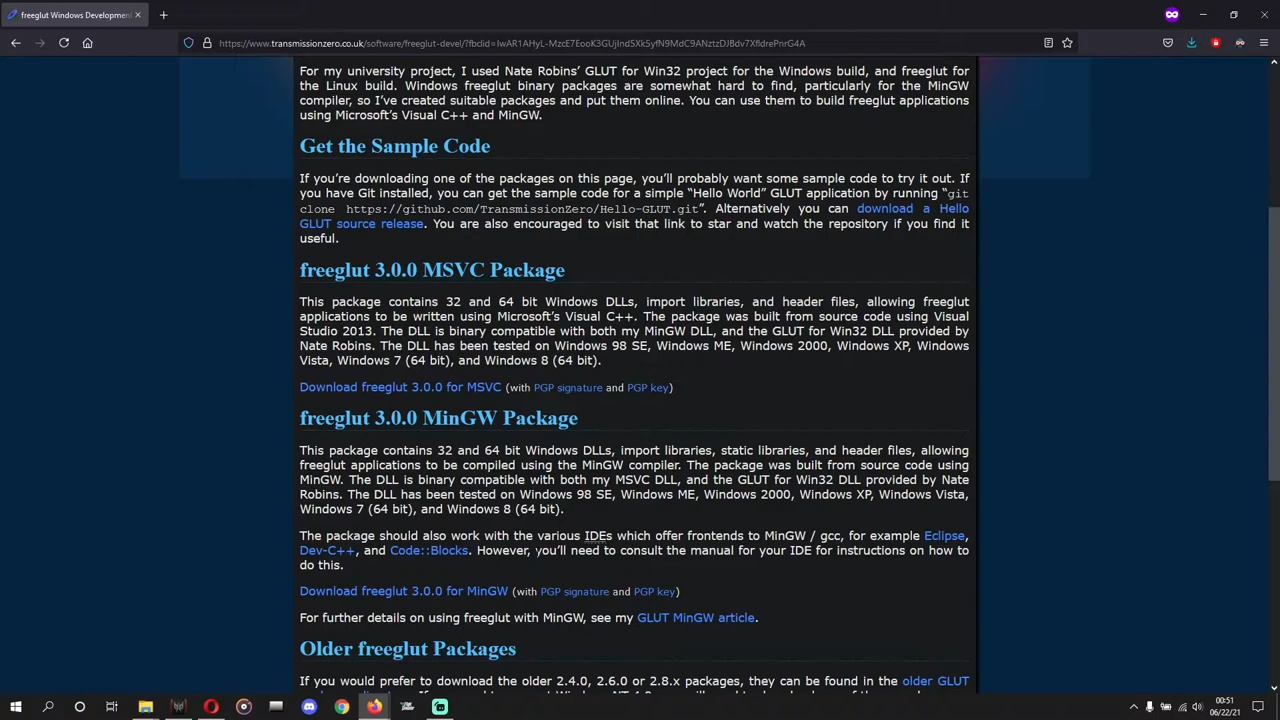 freeglut Windows Development
https://www.transmissionzero.co.uk/software/freeglut-devel/?fbclid=IwAR1AHyL-MzcE7EooK3GUjInd5Xk5yfN9MdC9ANztzDJBdv7XfldrePnrG4A
For my university project, I used Nate Robins’ GLUT for Win32 project for the Windows build, and freeglut for
the Linux build. Windows freeglut binary packages are somewhat hard to find, particularly for the MinGW
compiler, so I’ve created suitable packages and put them online. You can use them to build freeglut applications
using Microsoft’s Visual C++ and MinGW.
Get the Sample Code
If you’re downloading one of the packages on this page, you’ll probably want some sample code to try it out. If
you have Git installed, you can get the sample code for a simple “Hello World” GLUT application by running “git
clone https://github.com/TransmissionZero/Hello-GLUT.git”. Alternatively you can download a Hello
GLUT source release. You are also encouraged to visit that link to star and watch the repository if you find it
useful.
freeglut 3.0.0 MSVC Package
This package contains 32 and 64 bit Windows DLLs, import libraries, and header files, allowing freeglut
applications to be written using Microsoft’s Visual C++. The package was built from source code using Visual
Studio 2013. The DLL is binary compatible with both my MinGW DLL, and the GLUT for Win32 DLL provided by
Nate Robins. The DLL has been tested on Windows 98 SE, Windows ME, Windows 2000, Windows XP, Windows
Vista, Windows 7 (64 bit), and Windows 8 (64 bit).
Download freeglut 3.0.0 for MSVC (with PGP signature and PGP key)
freeglut 3.0.0 MinGW Package
This package contains 32 and 64 bit Windows DLLs, import libraries, static libraries, and header files, allowing
freeglut applications to be compiled using the MinGW compiler. The package was built from source code using
MinGW. The DLL is binary compatible with both my MSVC DLL, and the GLUT for Win32 DLL provided by Nate
Robins. The DLL has been tested on Windows 98 SE, Windows ME, Windows 2000, Windows XP, Windows Vista,
Windows 7 (64 bit), and Windows 8 (64 bit).
The package should also work with the various IDEs which offer frontends to MinGW / gcc, for example Eclipse,
Dev-C++, and Code::Blocks. However, you’ll need to consult the manual for your IDE for instructions on how to
do this.
Download freeglut 3.0.0 for MinGW (with PGP signature and PGP key)
For further details on using freeglut with MinGW, see my GLUT MinGW article.
Older freeglut Packages
If you would prefer to download the older 2.4.0, 2.6.0 or 2.8.x packages, they can be found in the older GLUT
00:51
06/22/21